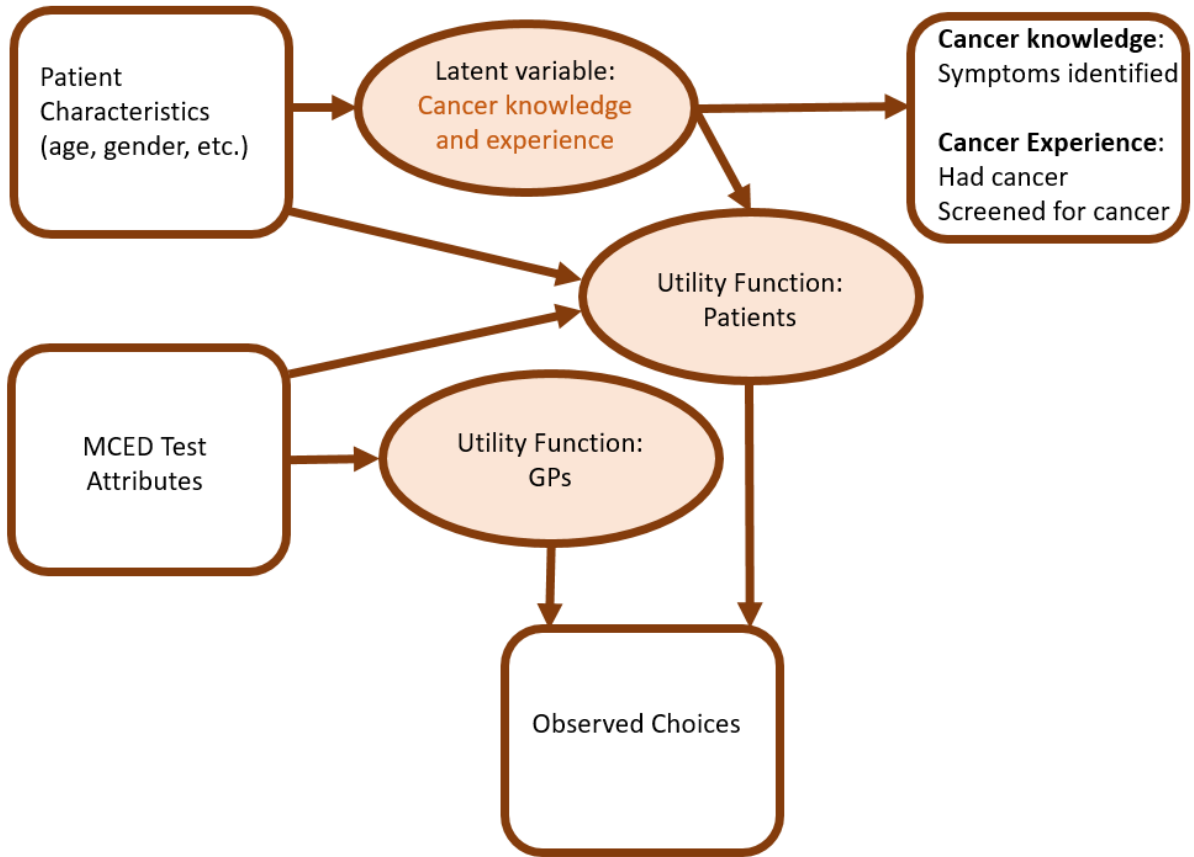 Patient
Characteristics
(age, gender, etc.)
Latent variable:
Cancer knowledge
and experience
Cancer knowledge:
Symptoms identified
Cancer Experience:
Had cancer
Screened for cancer
Utility Function:
Patients
MCED Test
Attributes
Utility Function:
GPs
Observed Choices